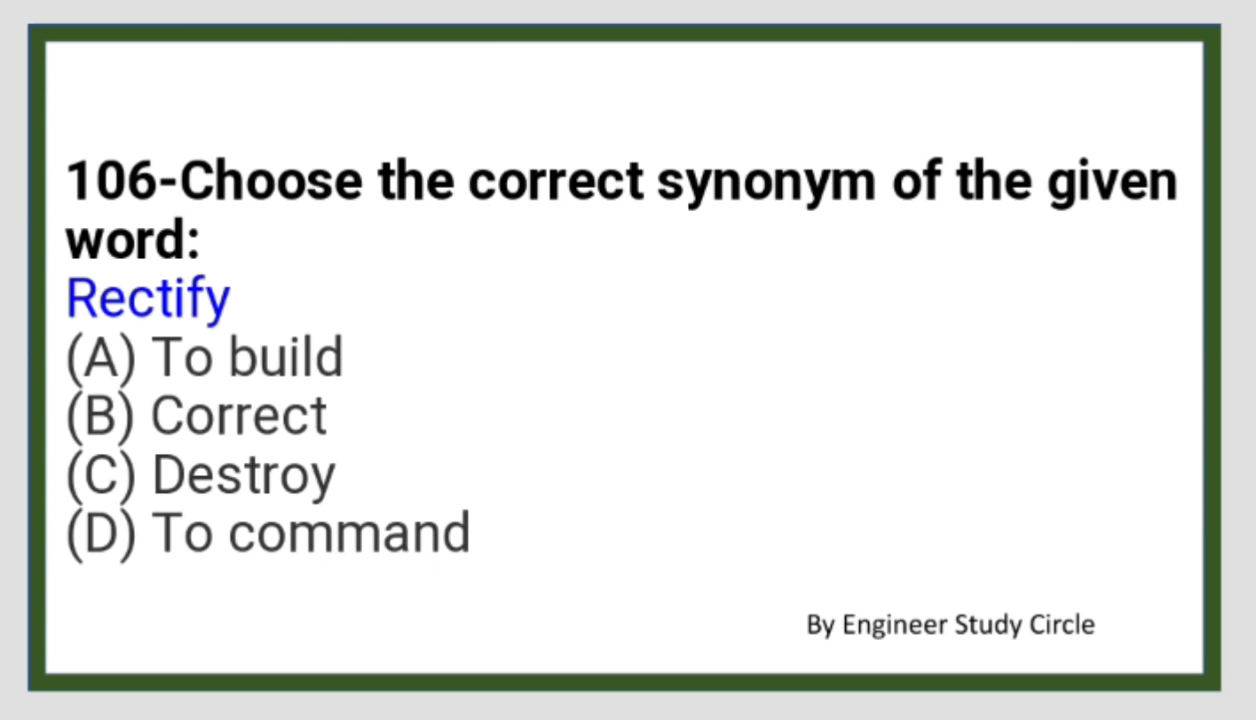 106-Choose the correct synonym of the given
word:
Rectify
(A) To build
(B) Correct
(C) Destroy
(D) To command
By Engineer Study Circle